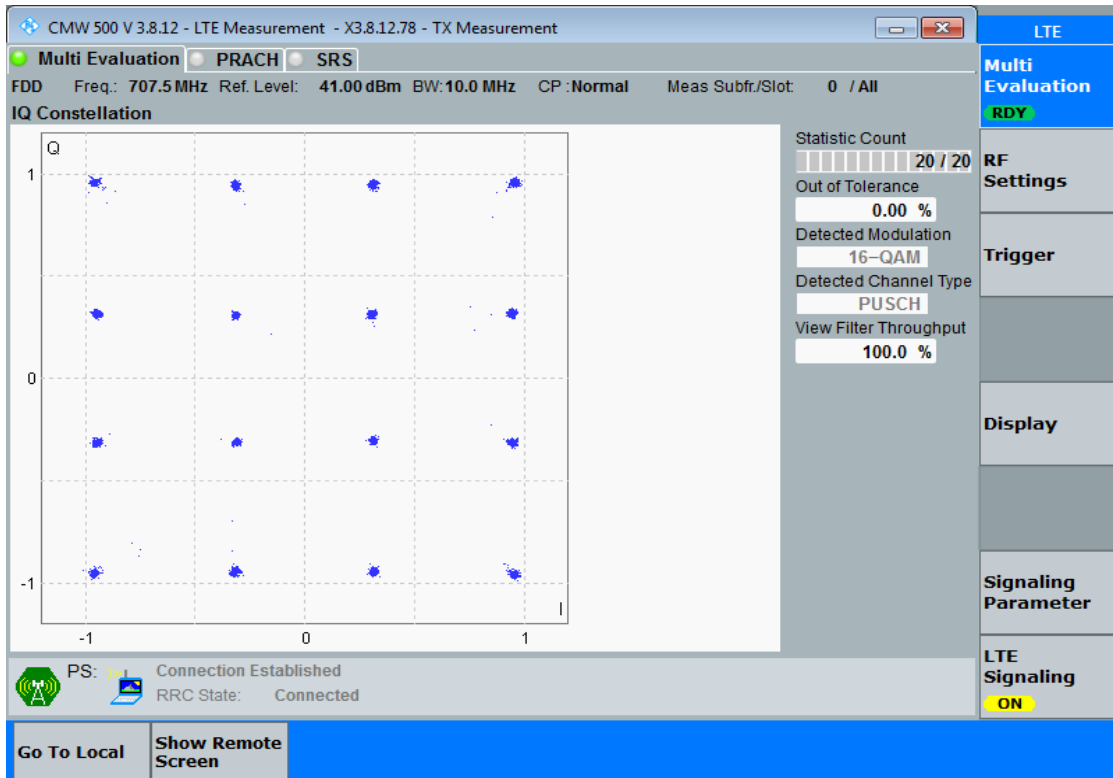 CMW 500 V 3.8.12 - LTE Measurement - X3.8.12.78 - TX Measurement
LTE
Multi Evaluation PRACH SRS
FDD Freq.: 707.5 MHz Ref. Level: 41.00 dBm BW: 10.0 MHz CP : Normal Meas Subfr./Slot: 0 / All
IQ Constellation
Q
1
0
-1
-1 0 1
I
Statistic Count
20 / 20
Out of Tolerance
0.00 %
Detected Modulation
16-QAM
Detected Channel Type
PUSCH
View Filter Throughput
100.0 %
Multi
Evaluation
RDY
RF
Settings
Trigger
Display
Signaling
Parameter
LTE
Signaling
ON
PS: Connection Established
RRC State: Connected
Go To Local
Show Remote
Screen